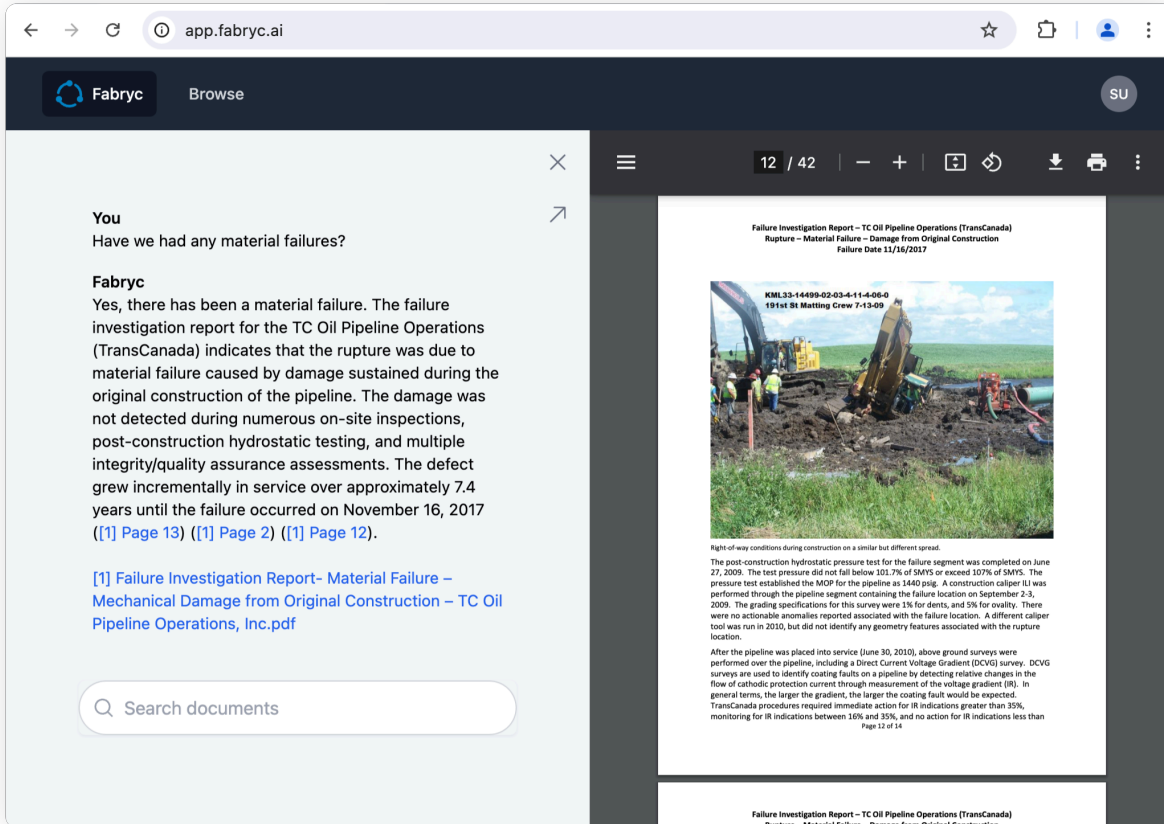 app.fabryc.ai
Fabryc
Browse
SU
You
Have we had any material failures?
Fabryc
Yes, there has been a material failure. The failure
investigation report for the TC Oil Pipeline Operations
(TransCanada) indicates that the rupture was due to
material failure caused by damage sustained during the
original construction of the pipeline. The damage was
not detected during numerous on-site inspections,
post-construction hydrostatic testing, and multiple
integrity/quality assurance assessments. The defect
grew incrementally in service over approximately 7.4
years until the failure occurred on November 16, 2017
([1] Page 13) ([1] Page 2) ([1] Page 12).
[1] Failure Investigation Report- Material Failure –
Mechanical Damage from Original Construction – TC Oil
Pipeline Operations, Inc.pdf
Search documents
12 / 42
Failure Investigation Report – TC Oil Pipeline Operations (TransCanada)
Rupture – Material Failure – Damage from Original Construction
Failure Date 11/16/2017
KML33-14499-02-03-4-11-4-06-0
191st St Matting Crew 7-13-09
Right-of-way conditions during construction on a similar but different spread.
The post-construction hydrostatic pressure test for the failure segment was completed on June
27, 2009. The test pressure did not fall below 101.7% of SMYS or exceed 107% of SMYS. The
pressure test established the MOP for the pipeline as 1440 psig. A construction caliper ILI was
performed through the pipeline segment containing the failure location on September 2-3,
2009. The grading specifications for this survey were 1% for dents, and 5% for ovality. There
were no actionable anomalies reported associated with the failure location. A different caliper
tool was run in 2010, but did not identify any geometry features associated with the rupture
location.
After the pipeline was placed into service (June 30, 2010), above ground surveys were
performed over the pipeline, including a Direct Current Voltage Gradient (DCVG) survey. DCVG
surveys are used to identify coating faults on a pipeline by detecting relative changes in the
flow of cathodic protection current through measurement of the voltage gradient (IR). In
general terms, the larger the gradient, the larger the coating fault would be expected.
TransCanada procedures required immediate action for IR indications greater than 35%,
monitoring for IR indications between 16% and 35%, and no action for IR indications less than
Page 12 of 14
Failure Investigation Report – TC Oil Pipeline Operations (TransCanada)
Rupture – Material Failure – Damage from Original Construction